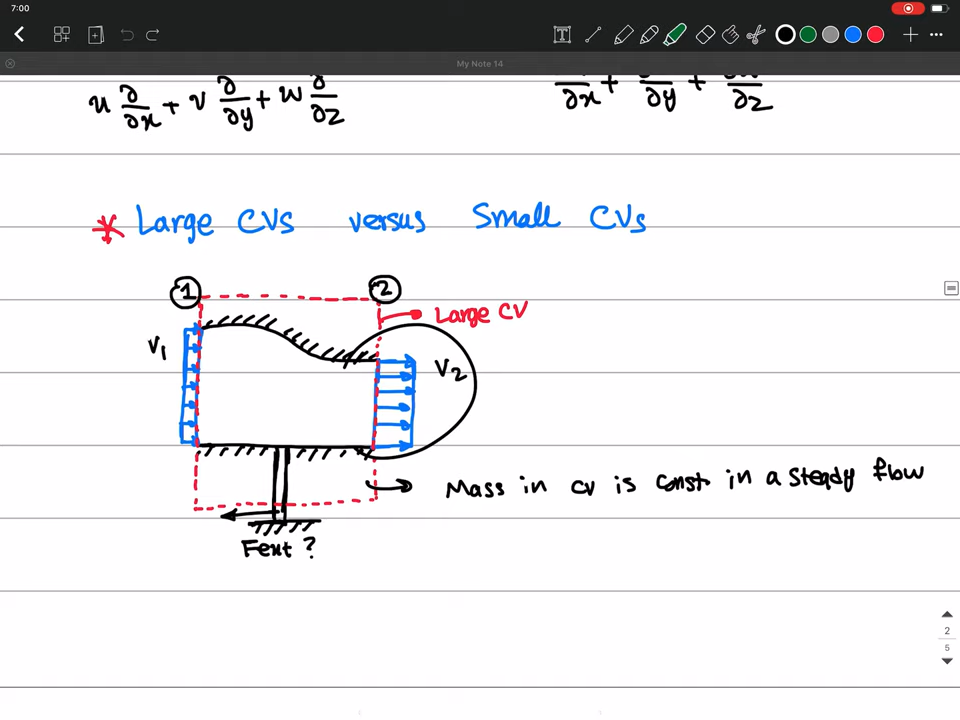 7:00
My Note 14
u ∂/∂x + v ∂/∂y + w ∂/∂z
* Large CVs versus Small CVs
1 2
Large CV
V1
V2
Mass in CV is const. in a steady flow
Fext ?
2
5